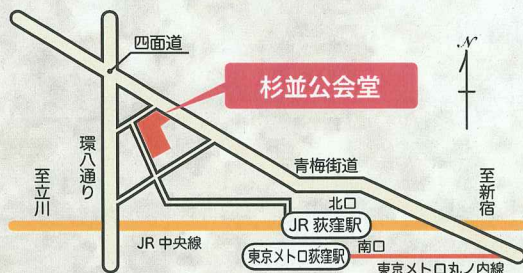 四面道
N
杉並公会堂
環八通り
至立川
青梅街道
至新宿
北口
JR 荻窪駅
JR 中央線
南口
東京メトロ荻窪駅
東京メトロ丸ノ内線